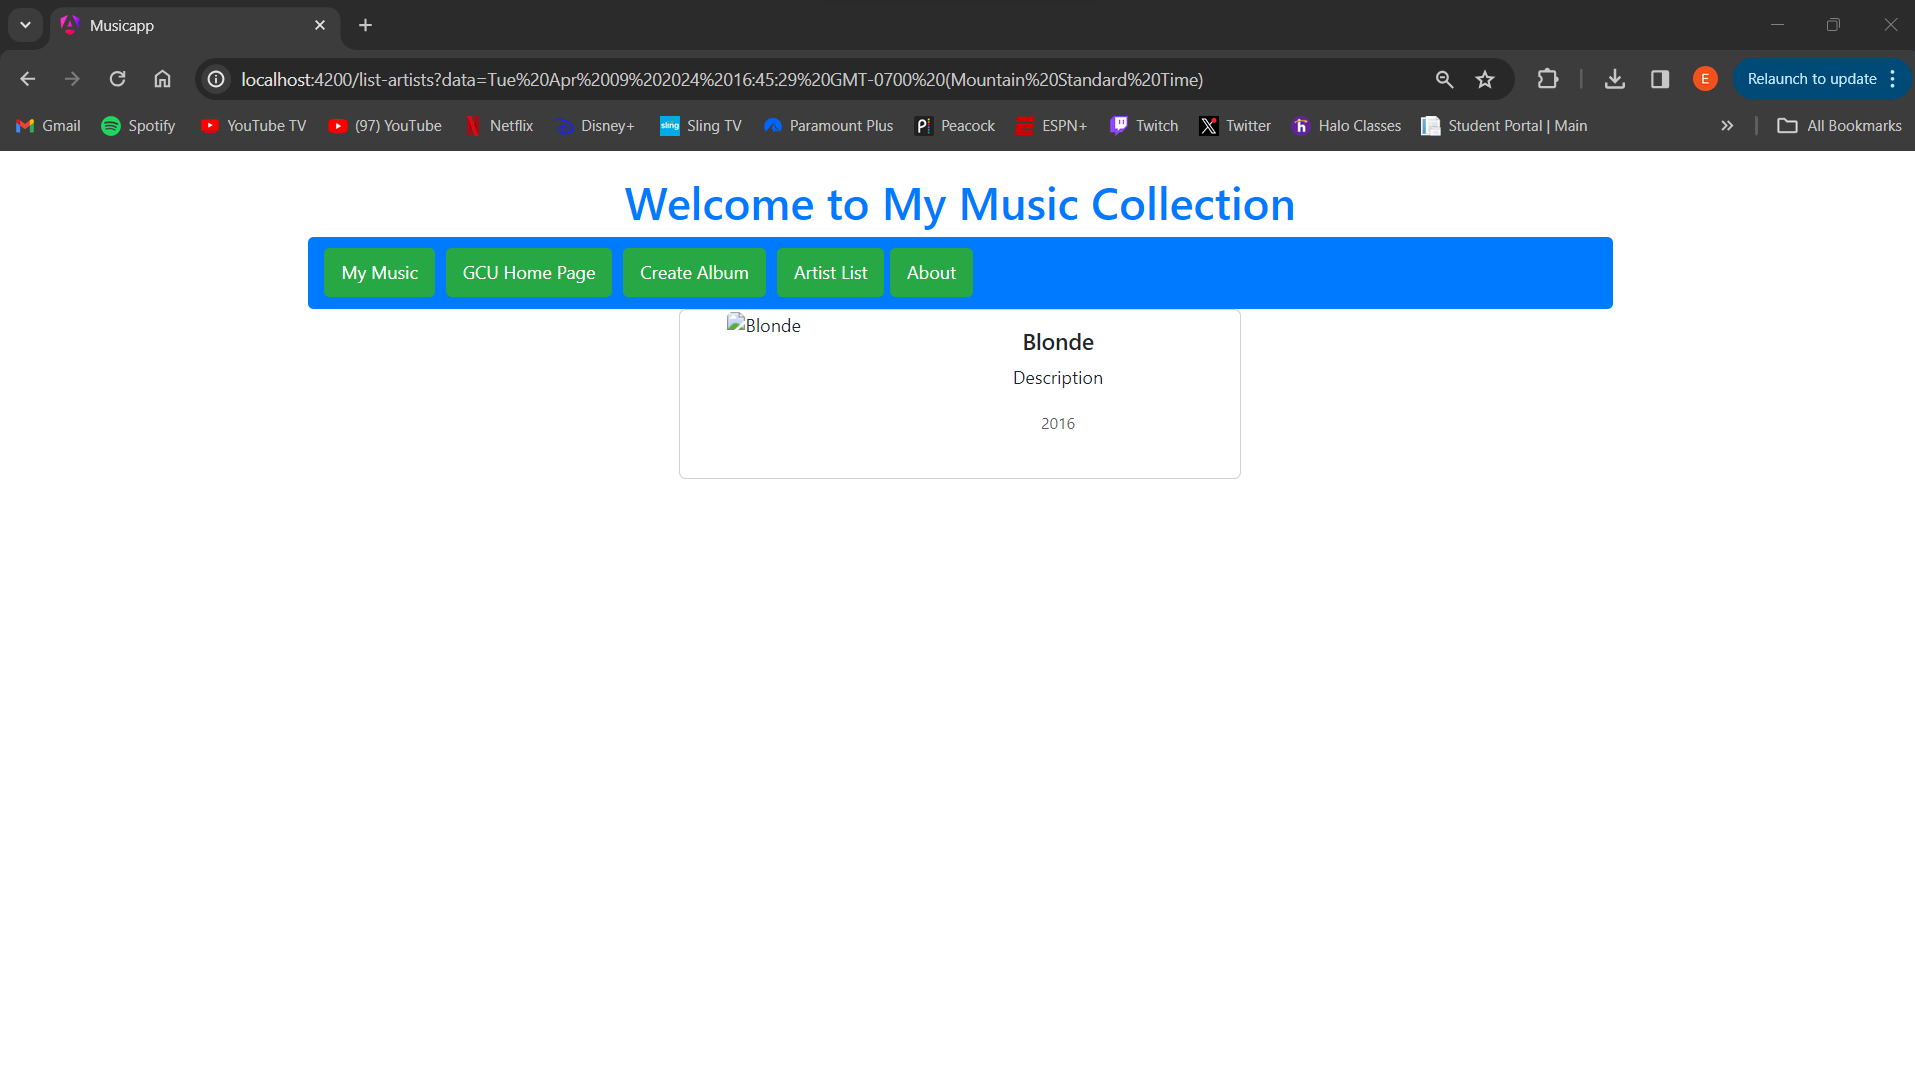 Musicapp
localhost:4200/list-artists?data=Tue%20Apr%2009%202024%2016:45:29%20GMT-0700%20(Mountain%20Standard%20Time)
E
Relaunch to update
Gmail Spotify YouTube TV (97) YouTube Netflix Disney+ sling Sling TV Paramount Plus Peacock ESPN+ Twitch Twitter h Halo Classes Student Portal | Main » All Bookmarks
Welcome to My Music Collection
My Music GCU Home Page Create Album Artist List About
Blonde
Blonde
Description
2016